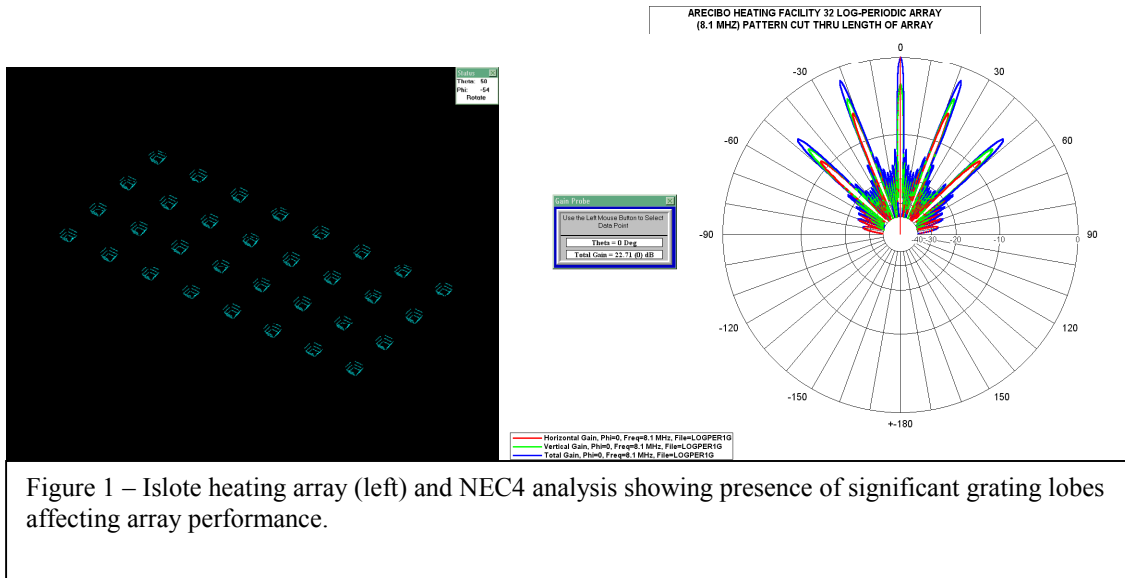 ARECIBO HEATING FACILITY 32 LOG-PERIODIC ARRAY
(8.1 MHZ) PATTERN CUT THRU LENGTH OF ARRAY
Status
Theta: 50
Phi: -54
Rotate
Gain Probe
Use the Left Mouse Button to Select
Data Point
Theta = 0 Deg
Total Gain = 22.71 (0) dB
0
-30 30
-60 60
-90 -40 -30 -20 -10 0 90
-120 120
-150 150
+-180
Horizontal Gain, Phi=0, Freq=8.1 MHz, File=LOGPER1G
Vertical Gain, Phi=0, Freq=8.1 MHz, File=LOGPER1G
Total Gain, Phi=0, Freq=8.1 MHz, File=LOGPER1G
Figure 1 – Islote heating array (left) and NEC4 analysis showing presence of significant grating lobes
affecting array performance.